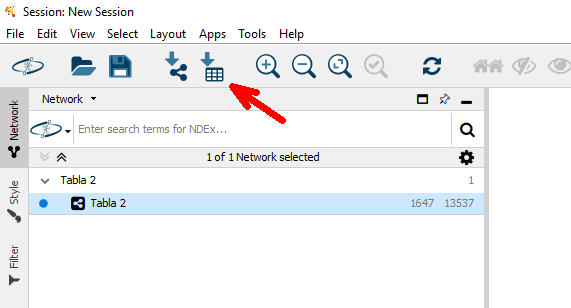 Session: New Session
File Edit View Select Layout Apps Tools Help
Network
Enter search terms for NDEx...
1 of 1 Network selected
Tabla 2 1
Tabla 2 1647 13537
Network
Style
Filter